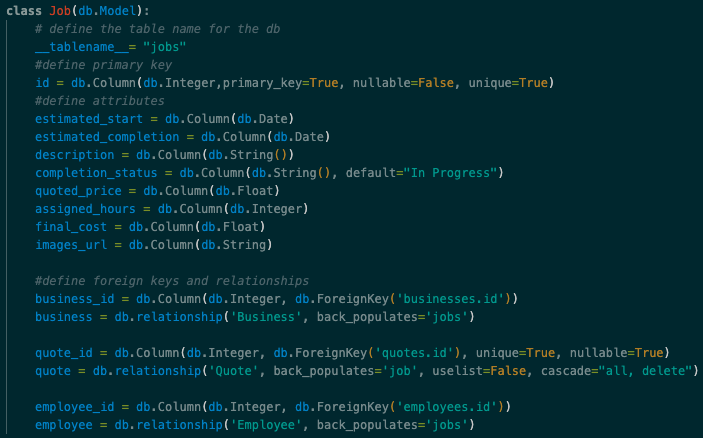 class Job(db.Model):
# define the table name for the db
__tablename__= "jobs"
#define primary key
id = db.Column(db.Integer,primary_key=True, nullable=False, unique=True)
#define attributes
estimated_start = db.Column(db.Date)
estimated_completion = db.Column(db.Date)
description = db.Column(db.String())
completion_status = db.Column(db.String(), default="In Progress")
quoted_price = db.Column(db.Float)
assigned_hours = db.Column(db.Integer)
final_cost = db.Column(db.Float)
images_url = db.Column(db.String)
#define foreign keys and relationships
business_id = db.Column(db.Integer, db.ForeignKey('businesses.id'))
business = db.relationship('Business', back_populates='jobs')
quote_id = db.Column(db.Integer, db.ForeignKey('quotes.id'), unique=True, nullable=True)
quote = db.relationship('Quote', back_populates='job', uselist=False, cascade="all, delete")
employee_id = db.Column(db.Integer, db.ForeignKey('employees.id'))
employee = db.relationship('Employee', back_populates='jobs')